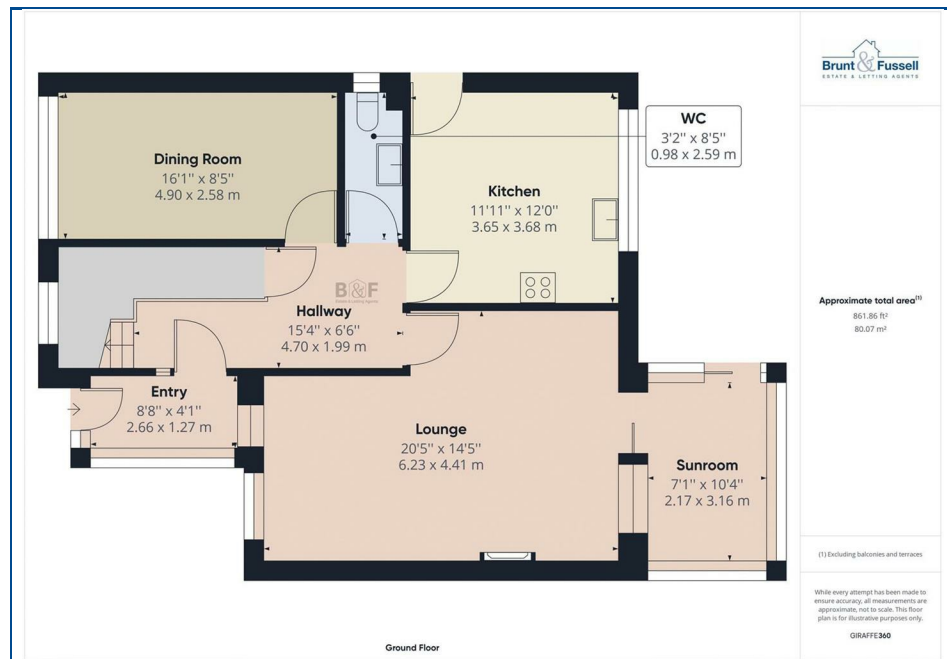 Brunt & Fussell
ESTATE & LETTING AGENTS
WC
3'2" x 8'5"
0.98 x 2.59 m
Dining Room
16'1" x 8'5"
4.90 x 2.58 m
Kitchen
11'11" x 12'0"
3.65 x 3.68 m
B&F
Estate & Letting Agents
Hallway
15'4" x 6'6"
4.70 x 1.99 m
Approximate total area(1)
861.86 ft²
80.07 m²
Entry
8'8" x 4'1"
2.66 x 1.27 m
Lounge
20'5" x 14'5"
6.23 x 4.41 m
Sunroom
7'1" x 10'4"
2.17 x 3.16 m
(1) Excluding balconies and terraces
While every attempt has been made to
ensure accuracy, all measurements are
approximate, not to scale. This floor
plan is for illustrative purposes only.
GIRAFFE360
Ground Floor